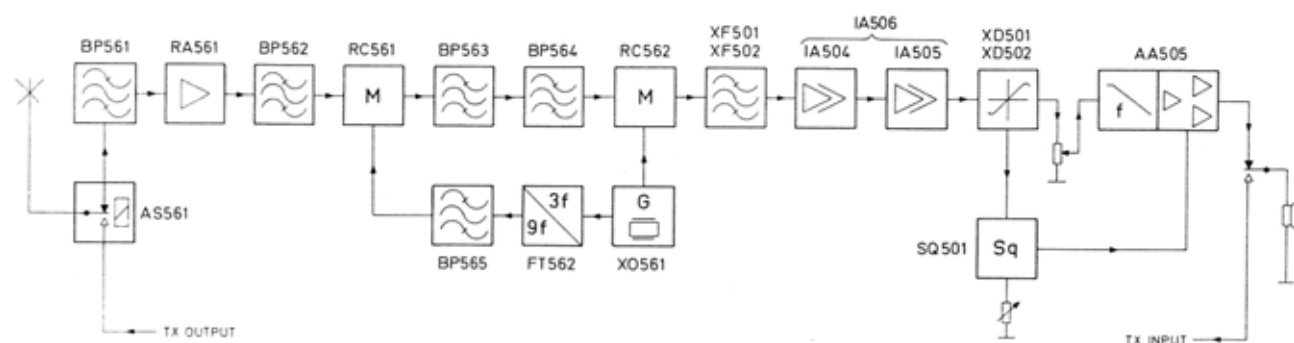 IA506
XF501
XF502
XD501
XD502
BP561
RA561
BP562
RC561
BP563
BP564
RC562
IA504
IA505
AA505
M
M
f
AS561
3f
9f
G
BP565
FT562
XO561
SQ501
Sq
TX OUTPUT
TX INPUT